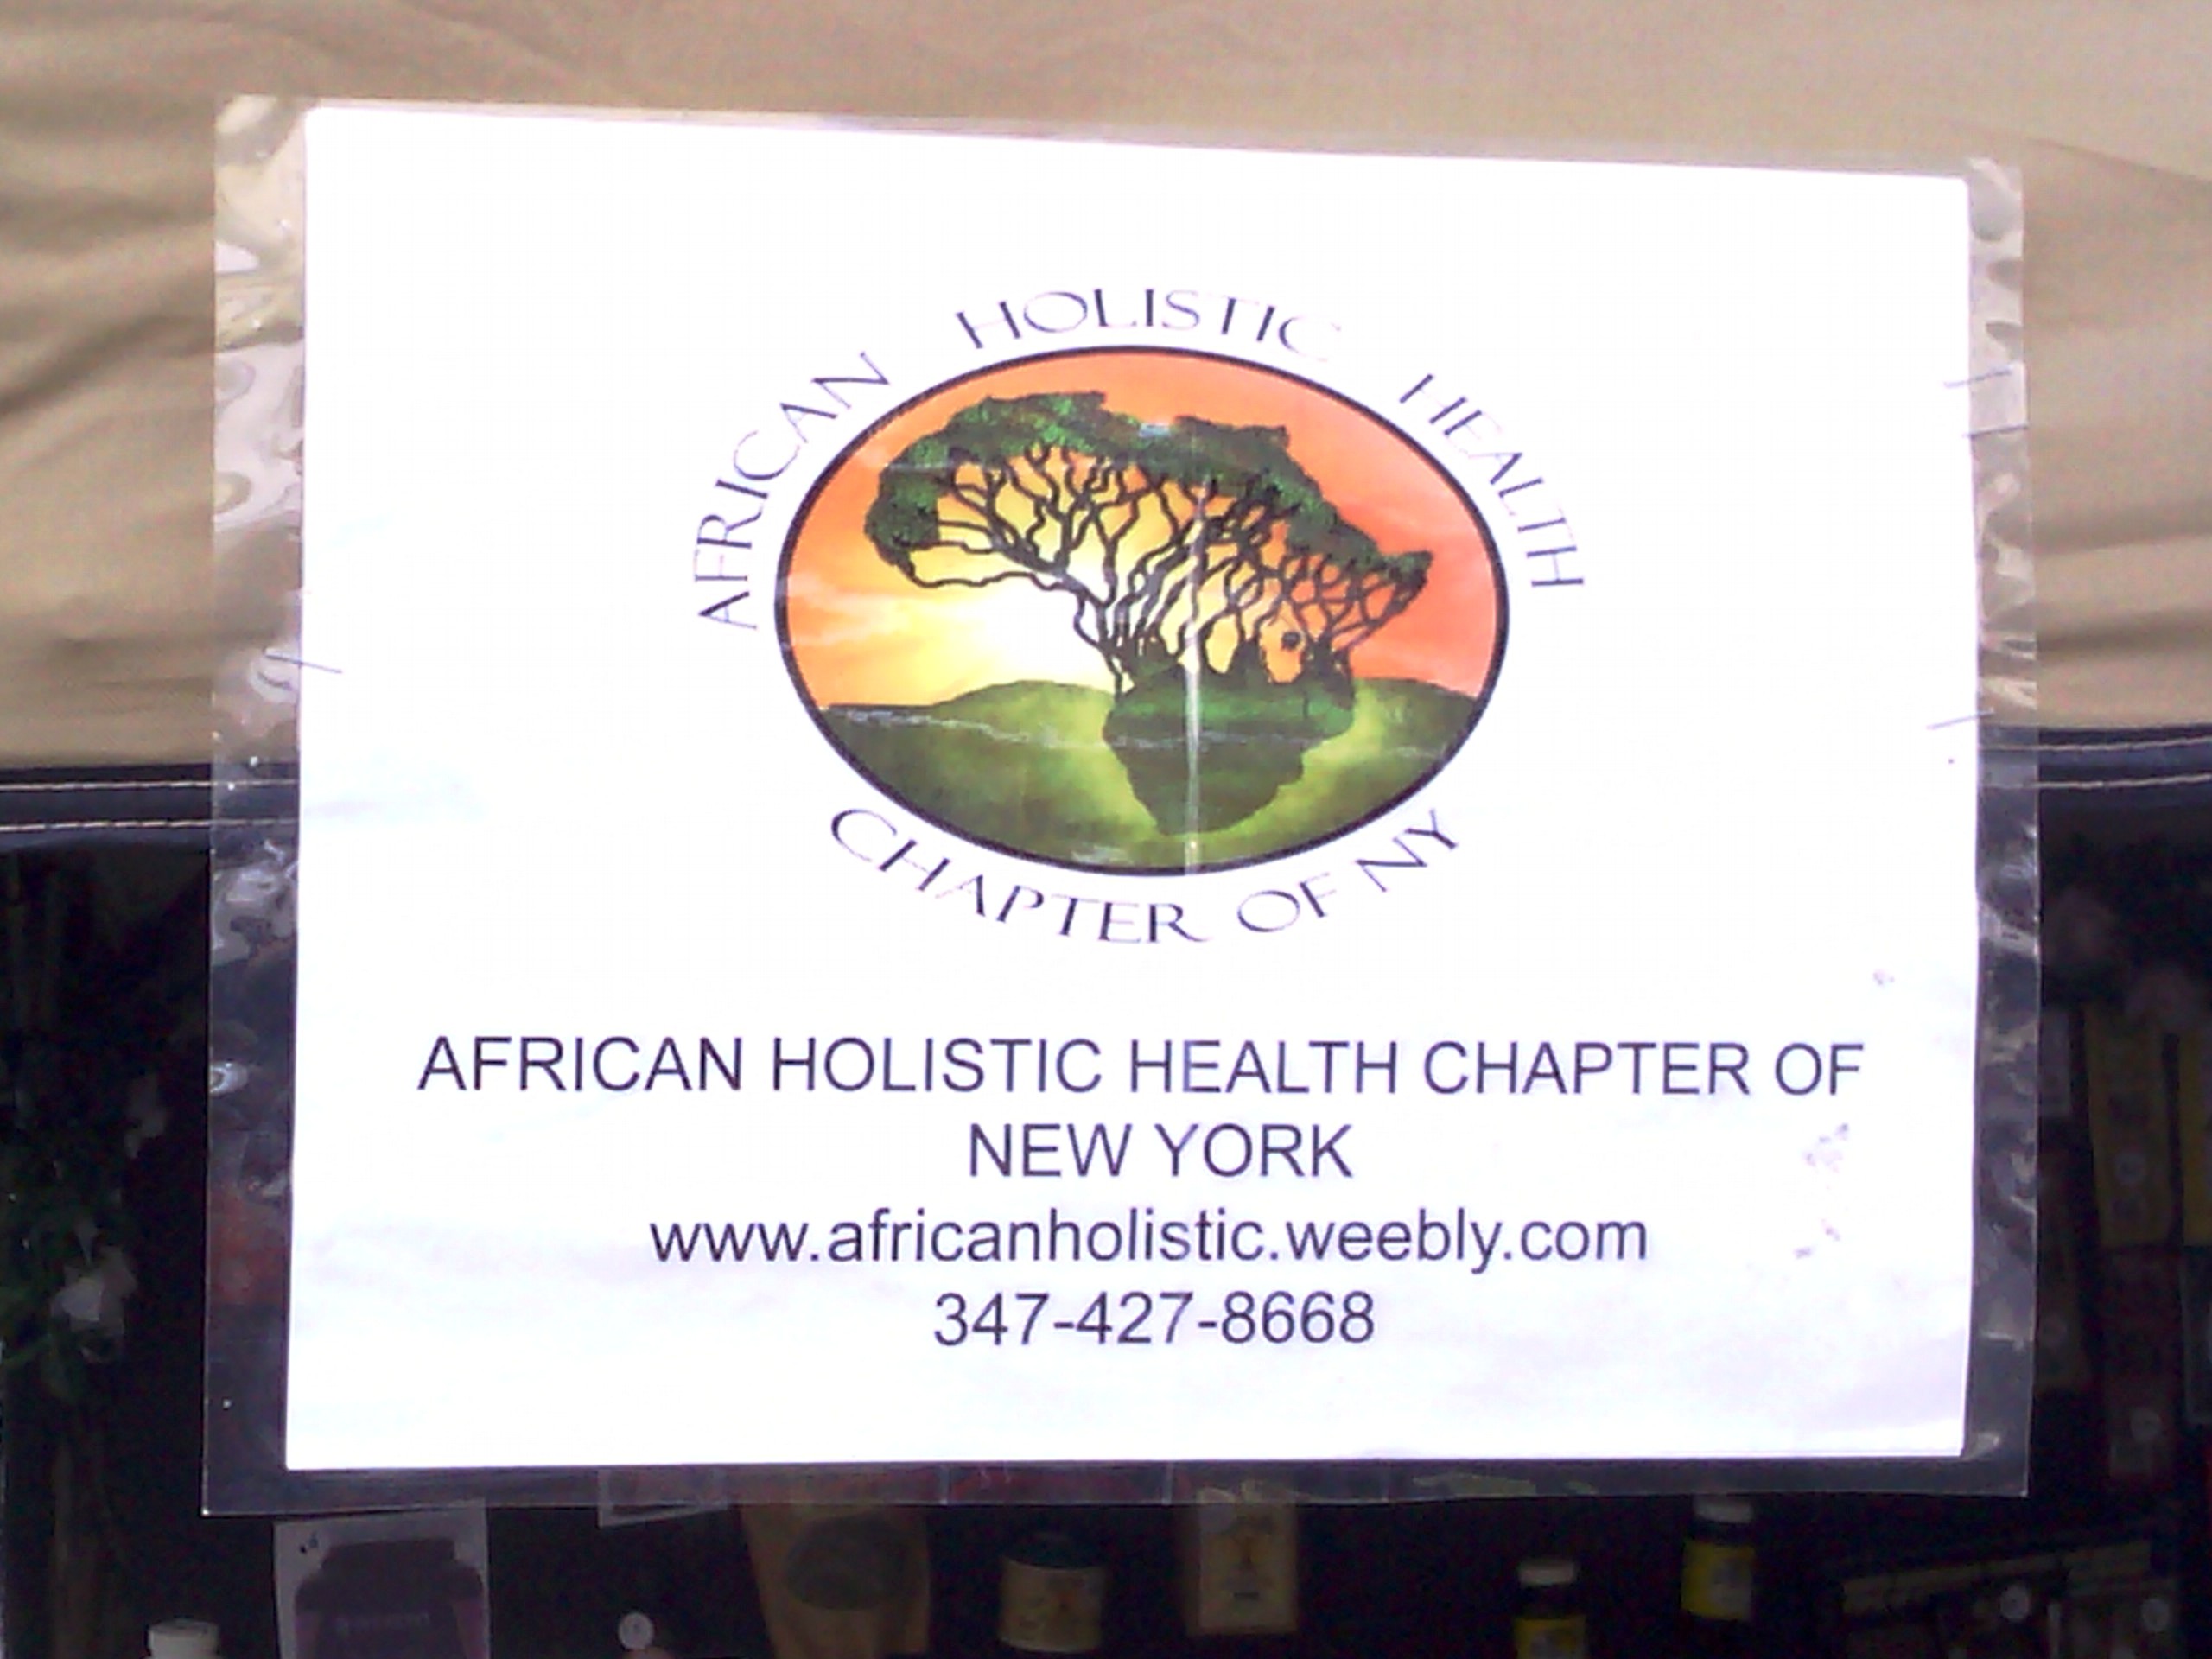 AFRICAN HOLISTIC HEALTH
CHAPTER OF NY
AFRICAN HOLISTIC HEALTH CHAPTER OF
NEW YORK
www.africanholistic.weebly.com
347-427-8668